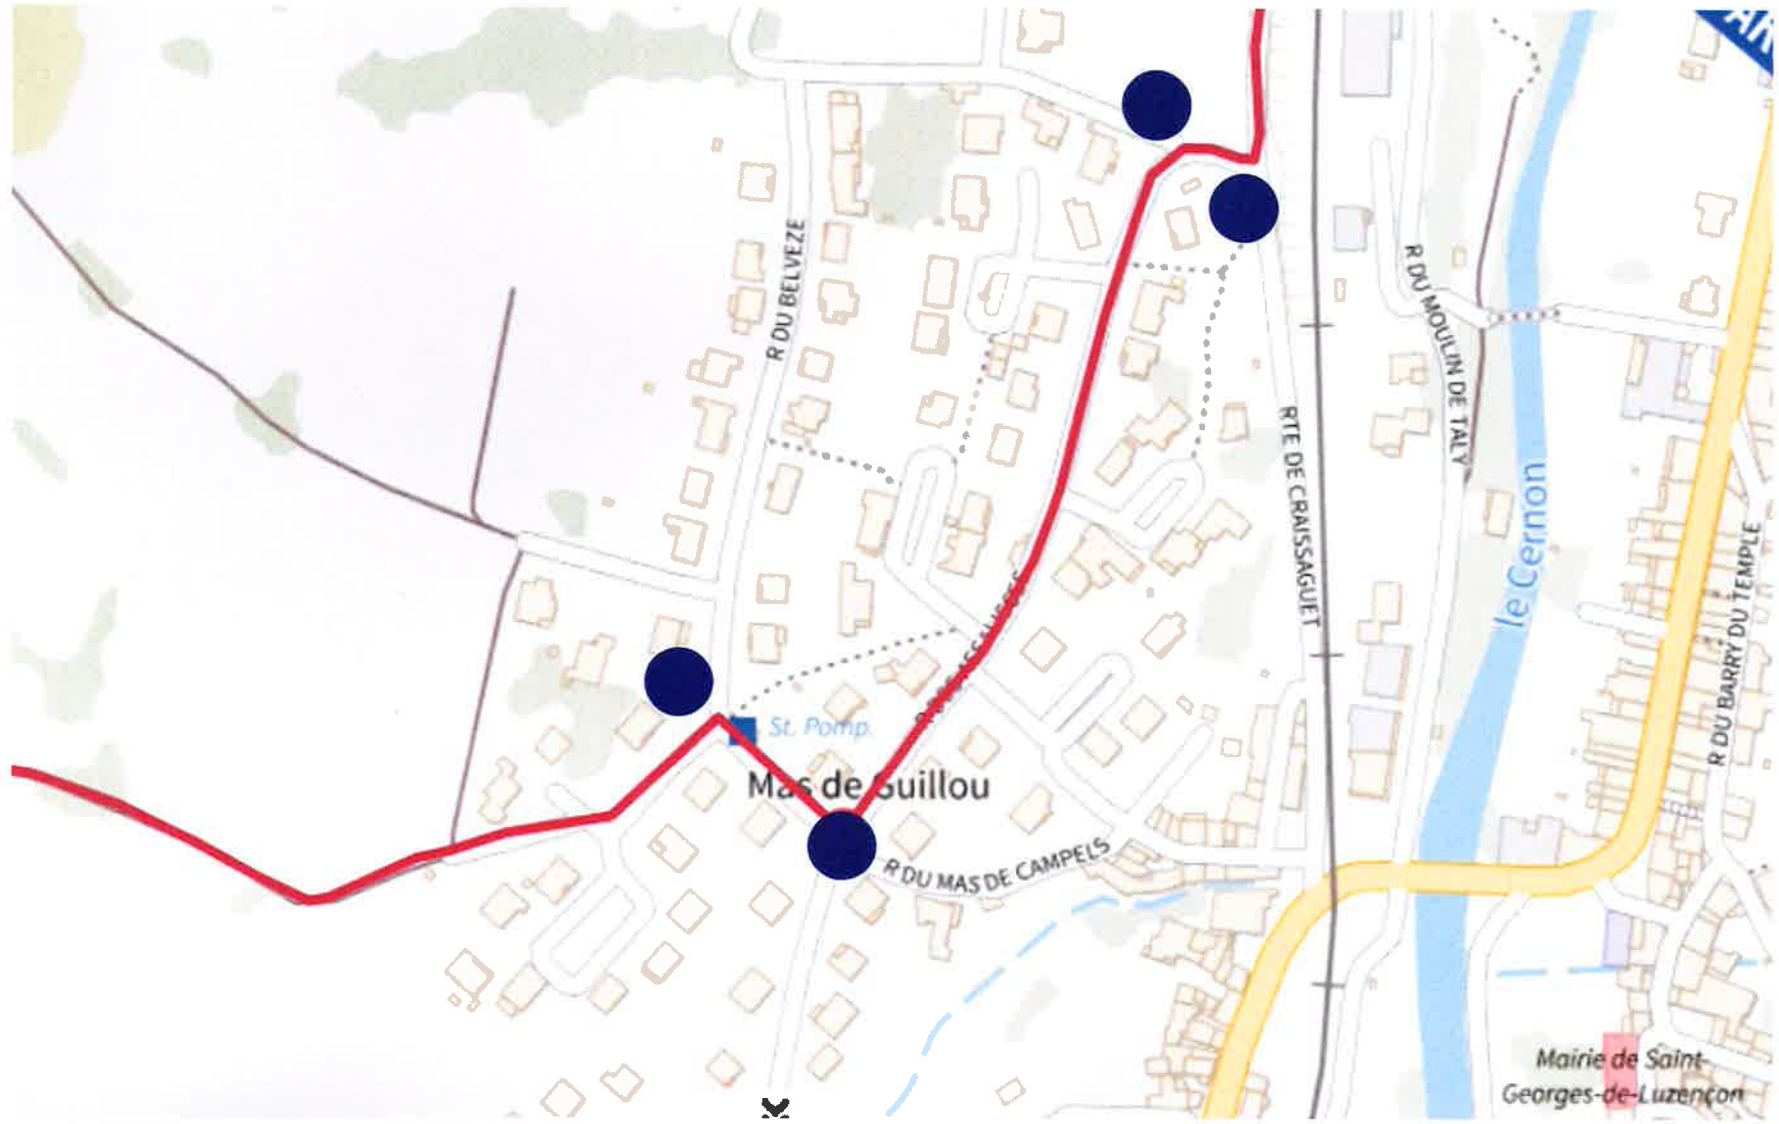 R DU BELVEZE
R DU MOULIN DE TALY
RTE DE CRAISSAGUET
le Cernon
R DU BARRY DU TEMPLE
St. Pomp.
Mas de Guillou
R DU MAS DE CAMPELS
Mairie de Saint-
Georges-de-Luzençon